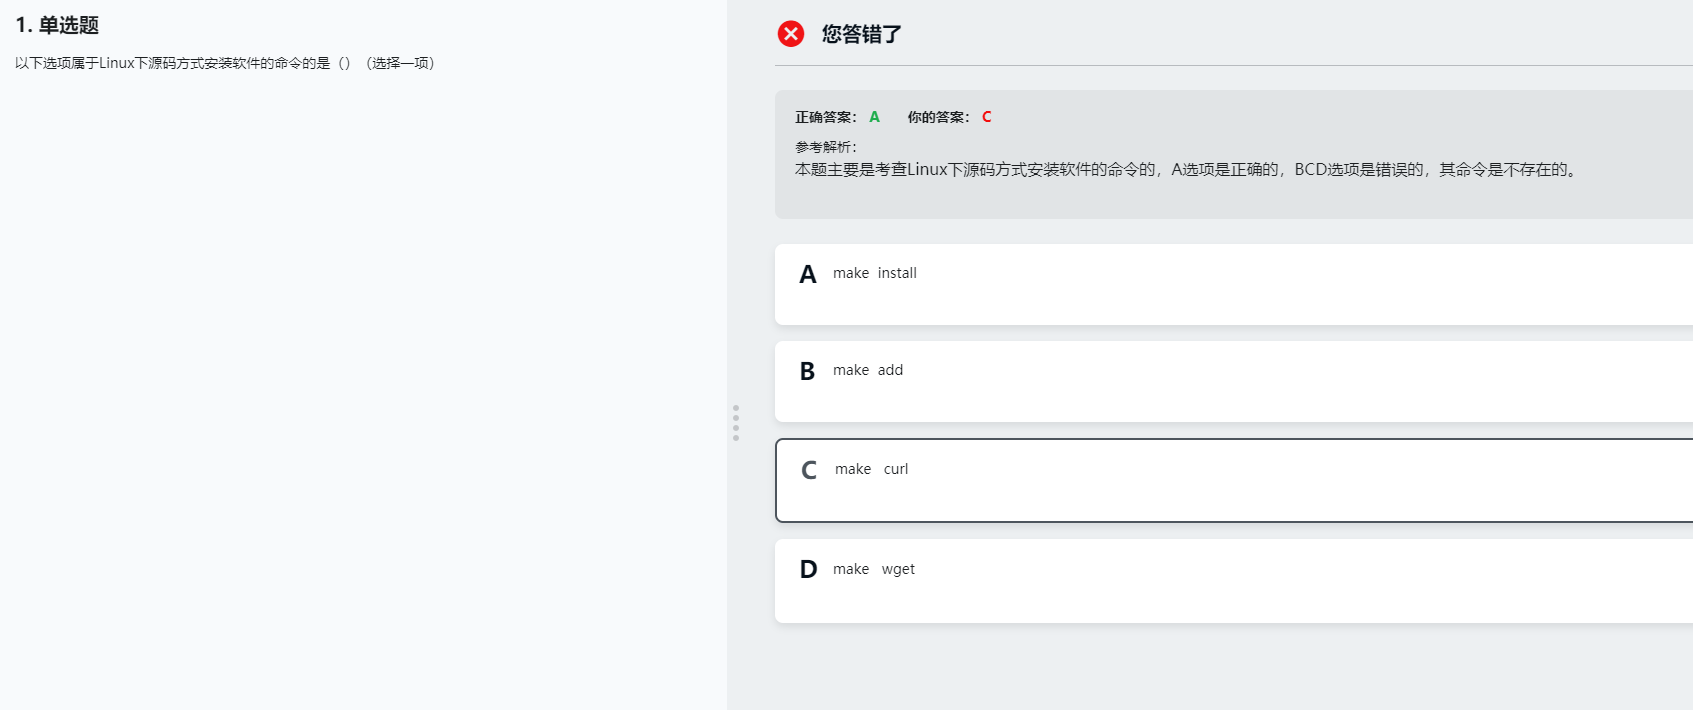 1. 单选题
以下选项属于Linux下源码方式安装软件的命令的是（）（选择一项）
您答错了
正确答案： A 你的答案： C
参考解析：
本题主要是考查Linux下源码方式安装软件的命令的，A选项是正确的，BCD选项是错误的，其命令是不存在的。
A make install
B make add
C make curl
D make wget